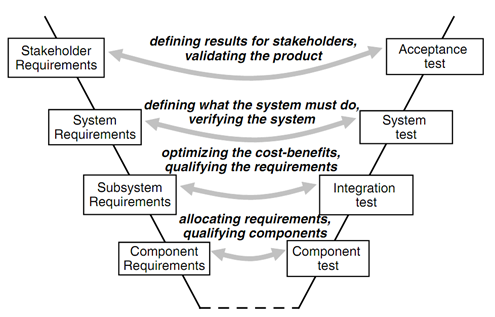 defining results for stakeholders,
validating the product
Stakeholder
Requirements
Acceptance
test
defining what the system must do,
verifying the system
System
Requirements
System
test
optimizing the cost-benefits,
qualifying the requirements
Subsystem
Requirements
Integration
test
allocating requirements,
qualifying components
Component
Requirements
Component
test